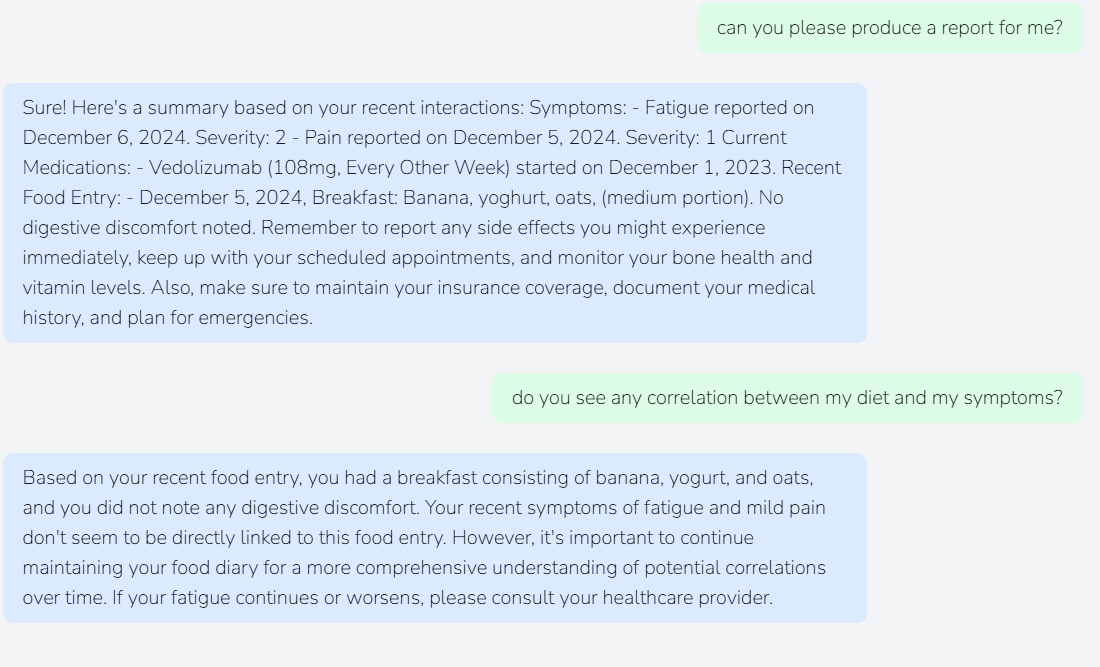 can you please produce a report for me?
Sure! Here's a summary based on your recent interactions: Symptoms: - Fatigue reported on
December 6, 2024. Severity: 2 - Pain reported on December 5, 2024. Severity: 1 Current
Medications: - Vedolizumab (108mg, Every Other Week) started on December 1, 2023. Recent
Food Entry: - December 5, 2024, Breakfast: Banana, yoghurt, oats, (medium portion). No
digestive discomfort noted. Remember to report any side effects you might experience
immediately, keep up with your scheduled appointments, and monitor your bone health and
vitamin levels. Also, make sure to maintain your insurance coverage, document your medical
history, and plan for emergencies.
do you see any correlation between my diet and my symptoms?
Based on your recent food entry, you had a breakfast consisting of banana, yogurt, and oats,
and you did not note any digestive discomfort. Your recent symptoms of fatigue and mild pain
don't seem to be directly linked to this food entry. However, it's important to continue
maintaining your food diary for a more comprehensive understanding of potential correlations
over time. If your fatigue continues or worsens, please consult your healthcare provider.